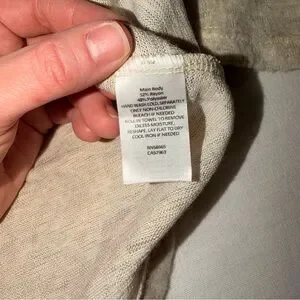 Main Body
52% Rayon
48% Polyester
HAND WASH COLD, SEPARATELY
ONLY NON-CHLORINE
BLEACH IF NEEDED
ROLL IN TOWEL TO REMOVE
EXCESS MOISTURE,
RESHAPE, LAY FLAT TO DRY
COOL IRON IF NEEDED